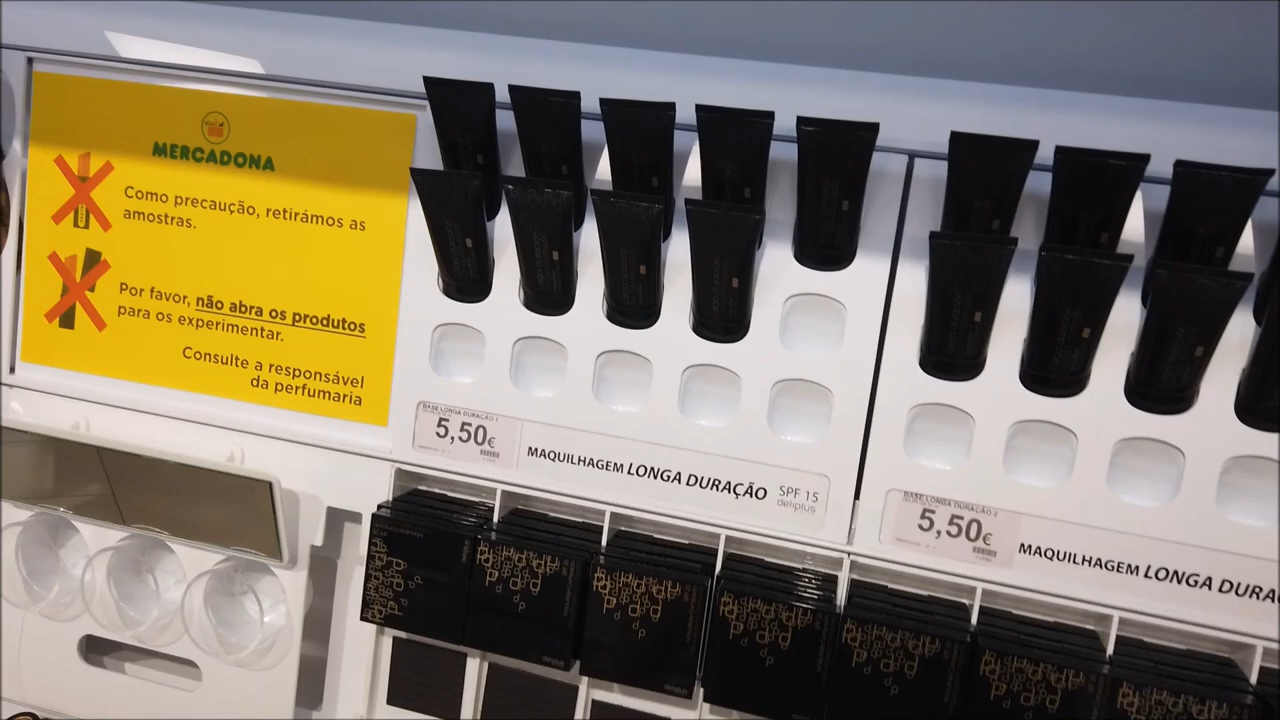 MERCADONA
Como precaução, retirámos as
amostras.
Por favor, não abra os produtos
para os experimentar.
Consulte a responsável
da perfumaria
BASE LONGA DURAÇÃO 1
5,50€
MAQUILHAGEM LONGA DURAÇÃO
SPF 15
deliplus
BASE LONGA DURAÇÃO 2
5,50€
MAQUILHAGEM LONGA DURAÇ